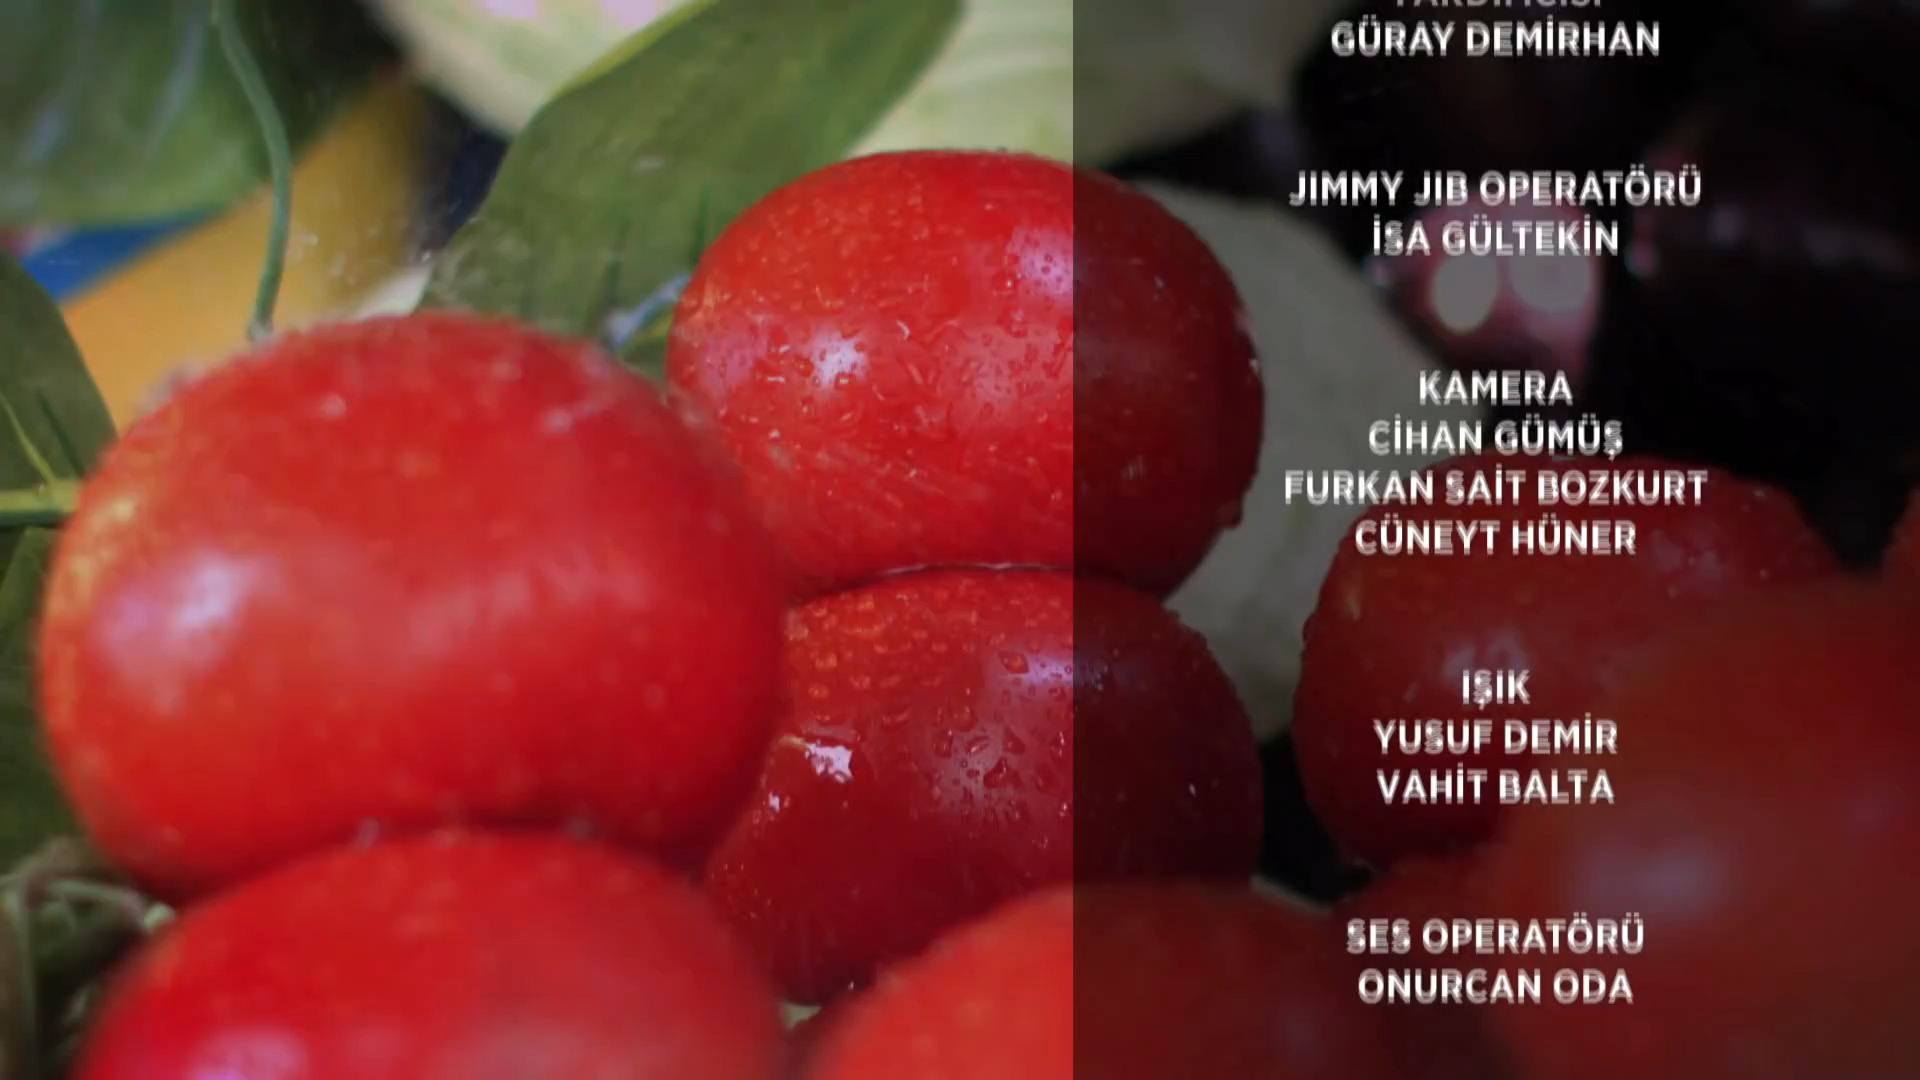 GÜRAY DEMİRHAN
JIMMY JIB OPERATÖRÜ
İSA GÜLTEKİN
KAMERA
CİHAN GÜMÜŞ
FURKAN SAİT BOZKURT
CÜNEYT HÜNER
IŞIK
YUSUF DEMİR
VAHİT BALTA
SES OPERATÖRÜ
ONURCAN ODA